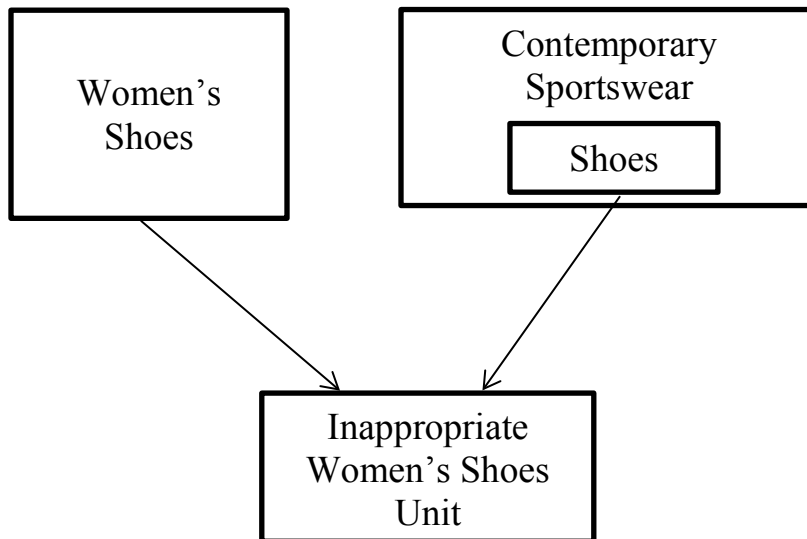 Women’s
Shoes
Contemporary
Sportswear
Shoes
Inappropriate
Women’s Shoes
Unit